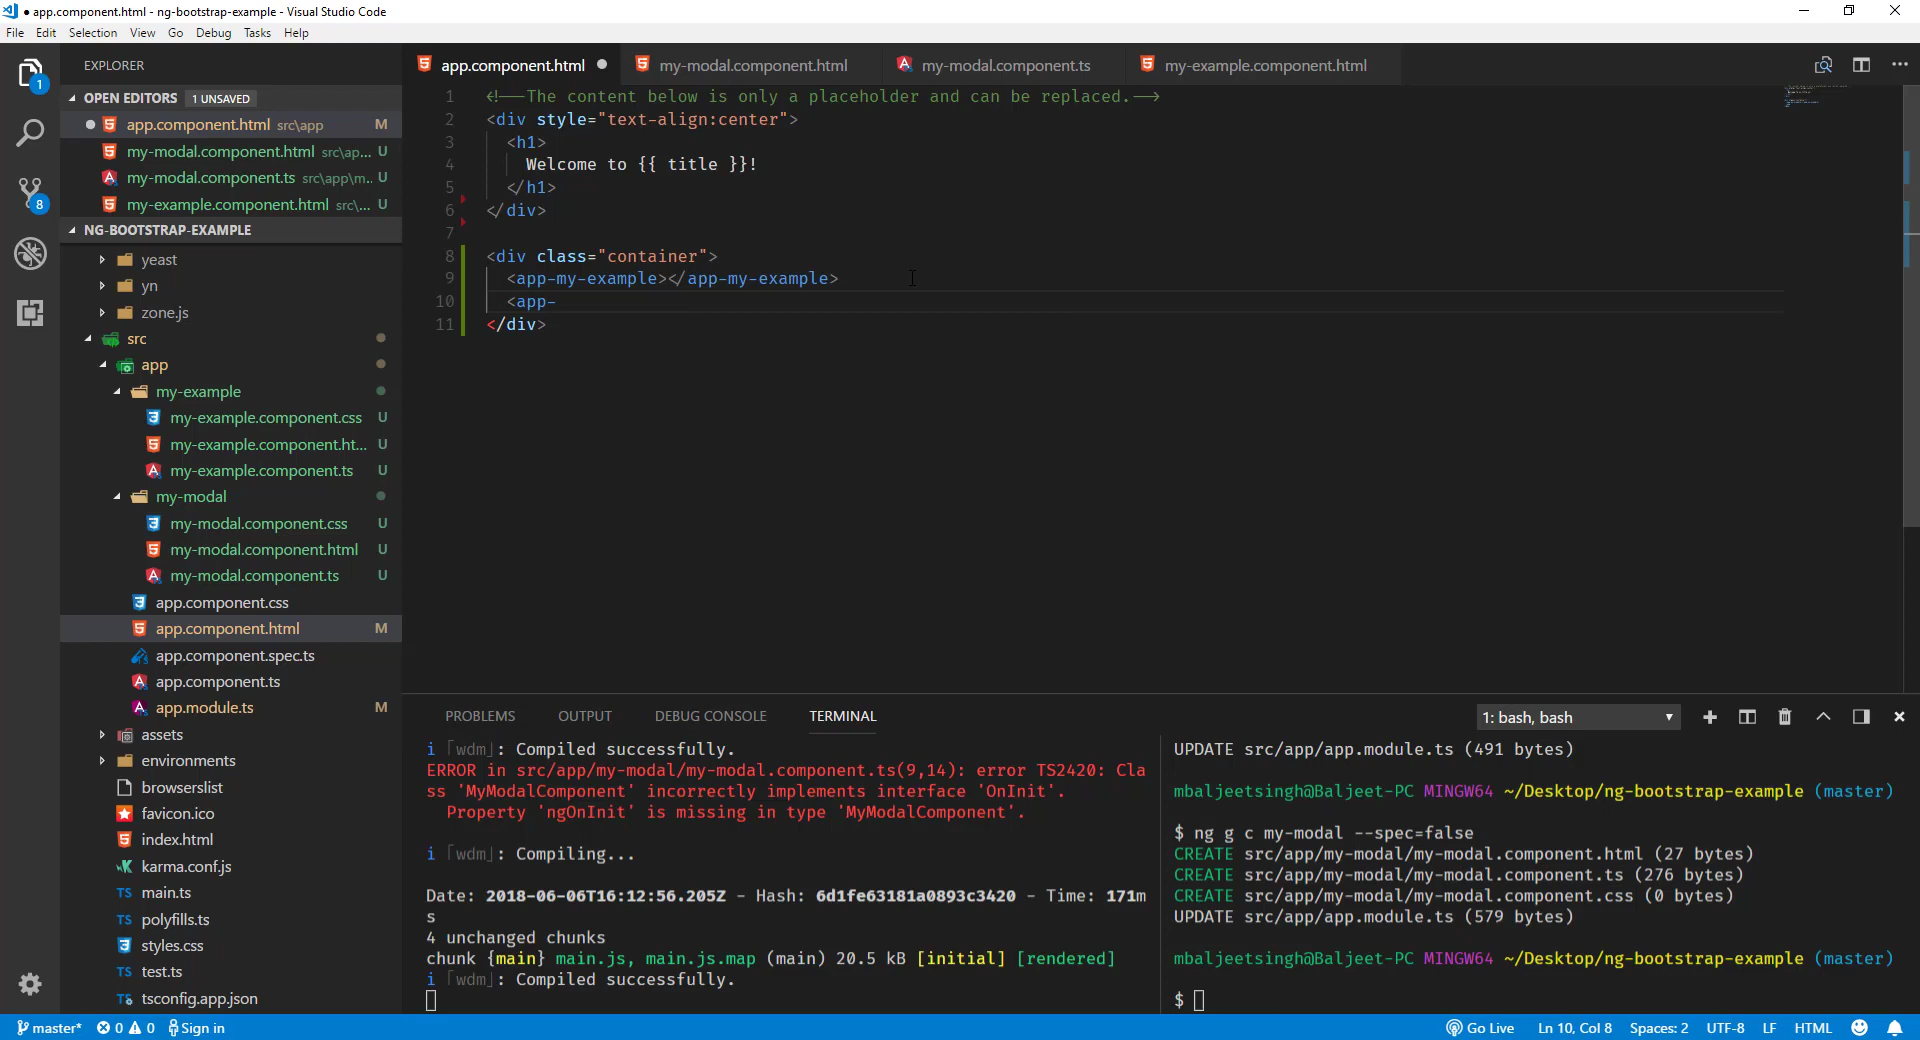 app.component.html - ng-bootstrap-example - Visual Studio Code
File Edit Selection View Go Debug Tasks Help
EXPLORER
OPEN EDITORS 1 UNSAVED
app.component.html src\app M
my-modal.component.html src\ap... U
my-modal.component.ts src\app\m... U
my-example.component.html src\... U
NG-BOOTSTRAP-EXAMPLE
yeast
yn
zone.js
src
app
my-example
my-example.component.css U
my-example.component.ht... U
my-example.component.ts U
my-modal
my-modal.component.css U
my-modal.component.html U
my-modal.component.ts U
app.component.css
app.component.html M
app.component.spec.ts
app.component.ts
app.module.ts M
assets
environments
browserslist
favicon.ico
index.html
karma.conf.js
main.ts
polyfills.ts
styles.css
test.ts
tsconfig.app.json
1
8
app.component.html my-modal.component.html my-modal.component.ts my-example.component.html
1 <!--The content below is only a placeholder and can be replaced.-->
2 <div style="text-align:center">
3 <h1>
4 Welcome to {{ title }}!
5 </h1>
6 </div>
7
8 <div class="container">
9 <app-my-example></app-my-example>
10 <app-
11 </div>
PROBLEMS OUTPUT DEBUG CONSOLE TERMINAL 1: bash, bash
i ｢wdm｣: Compiled successfully.
ERROR in src/app/my-modal/my-modal.component.ts(9,14): error TS2420: Cla
ss 'MyModalComponent' incorrectly implements interface 'OnInit'.
Property 'ngOnInit' is missing in type 'MyModalComponent'.
i ｢wdm｣: Compiling...
Date: 2018-06-06T16:12:56.205Z - Hash: 6d1fe63181a0893c3420 - Time: 171m
s
4 unchanged chunks
chunk {main} main.js, main.js.map (main) 20.5 kB [initial] [rendered]
i ｢wdm｣: Compiled successfully.
UPDATE src/app/app.module.ts (491 bytes)
mbaljeetsingh@Baljeet-PC MINGW64 ~/Desktop/ng-bootstrap-example (master)
$ ng g c my-modal --spec=false
CREATE src/app/my-modal/my-modal.component.html (27 bytes)
CREATE src/app/my-modal/my-modal.component.ts (276 bytes)
CREATE src/app/my-modal/my-modal.component.css (0 bytes)
UPDATE src/app/app.module.ts (579 bytes)
mbaljeetsingh@Baljeet-PC MINGW64 ~/Desktop/ng-bootstrap-example (master)
$
master* 0 0 Sign in Go Live Ln 10, Col 8 Spaces: 2 UTF-8 LF HTML